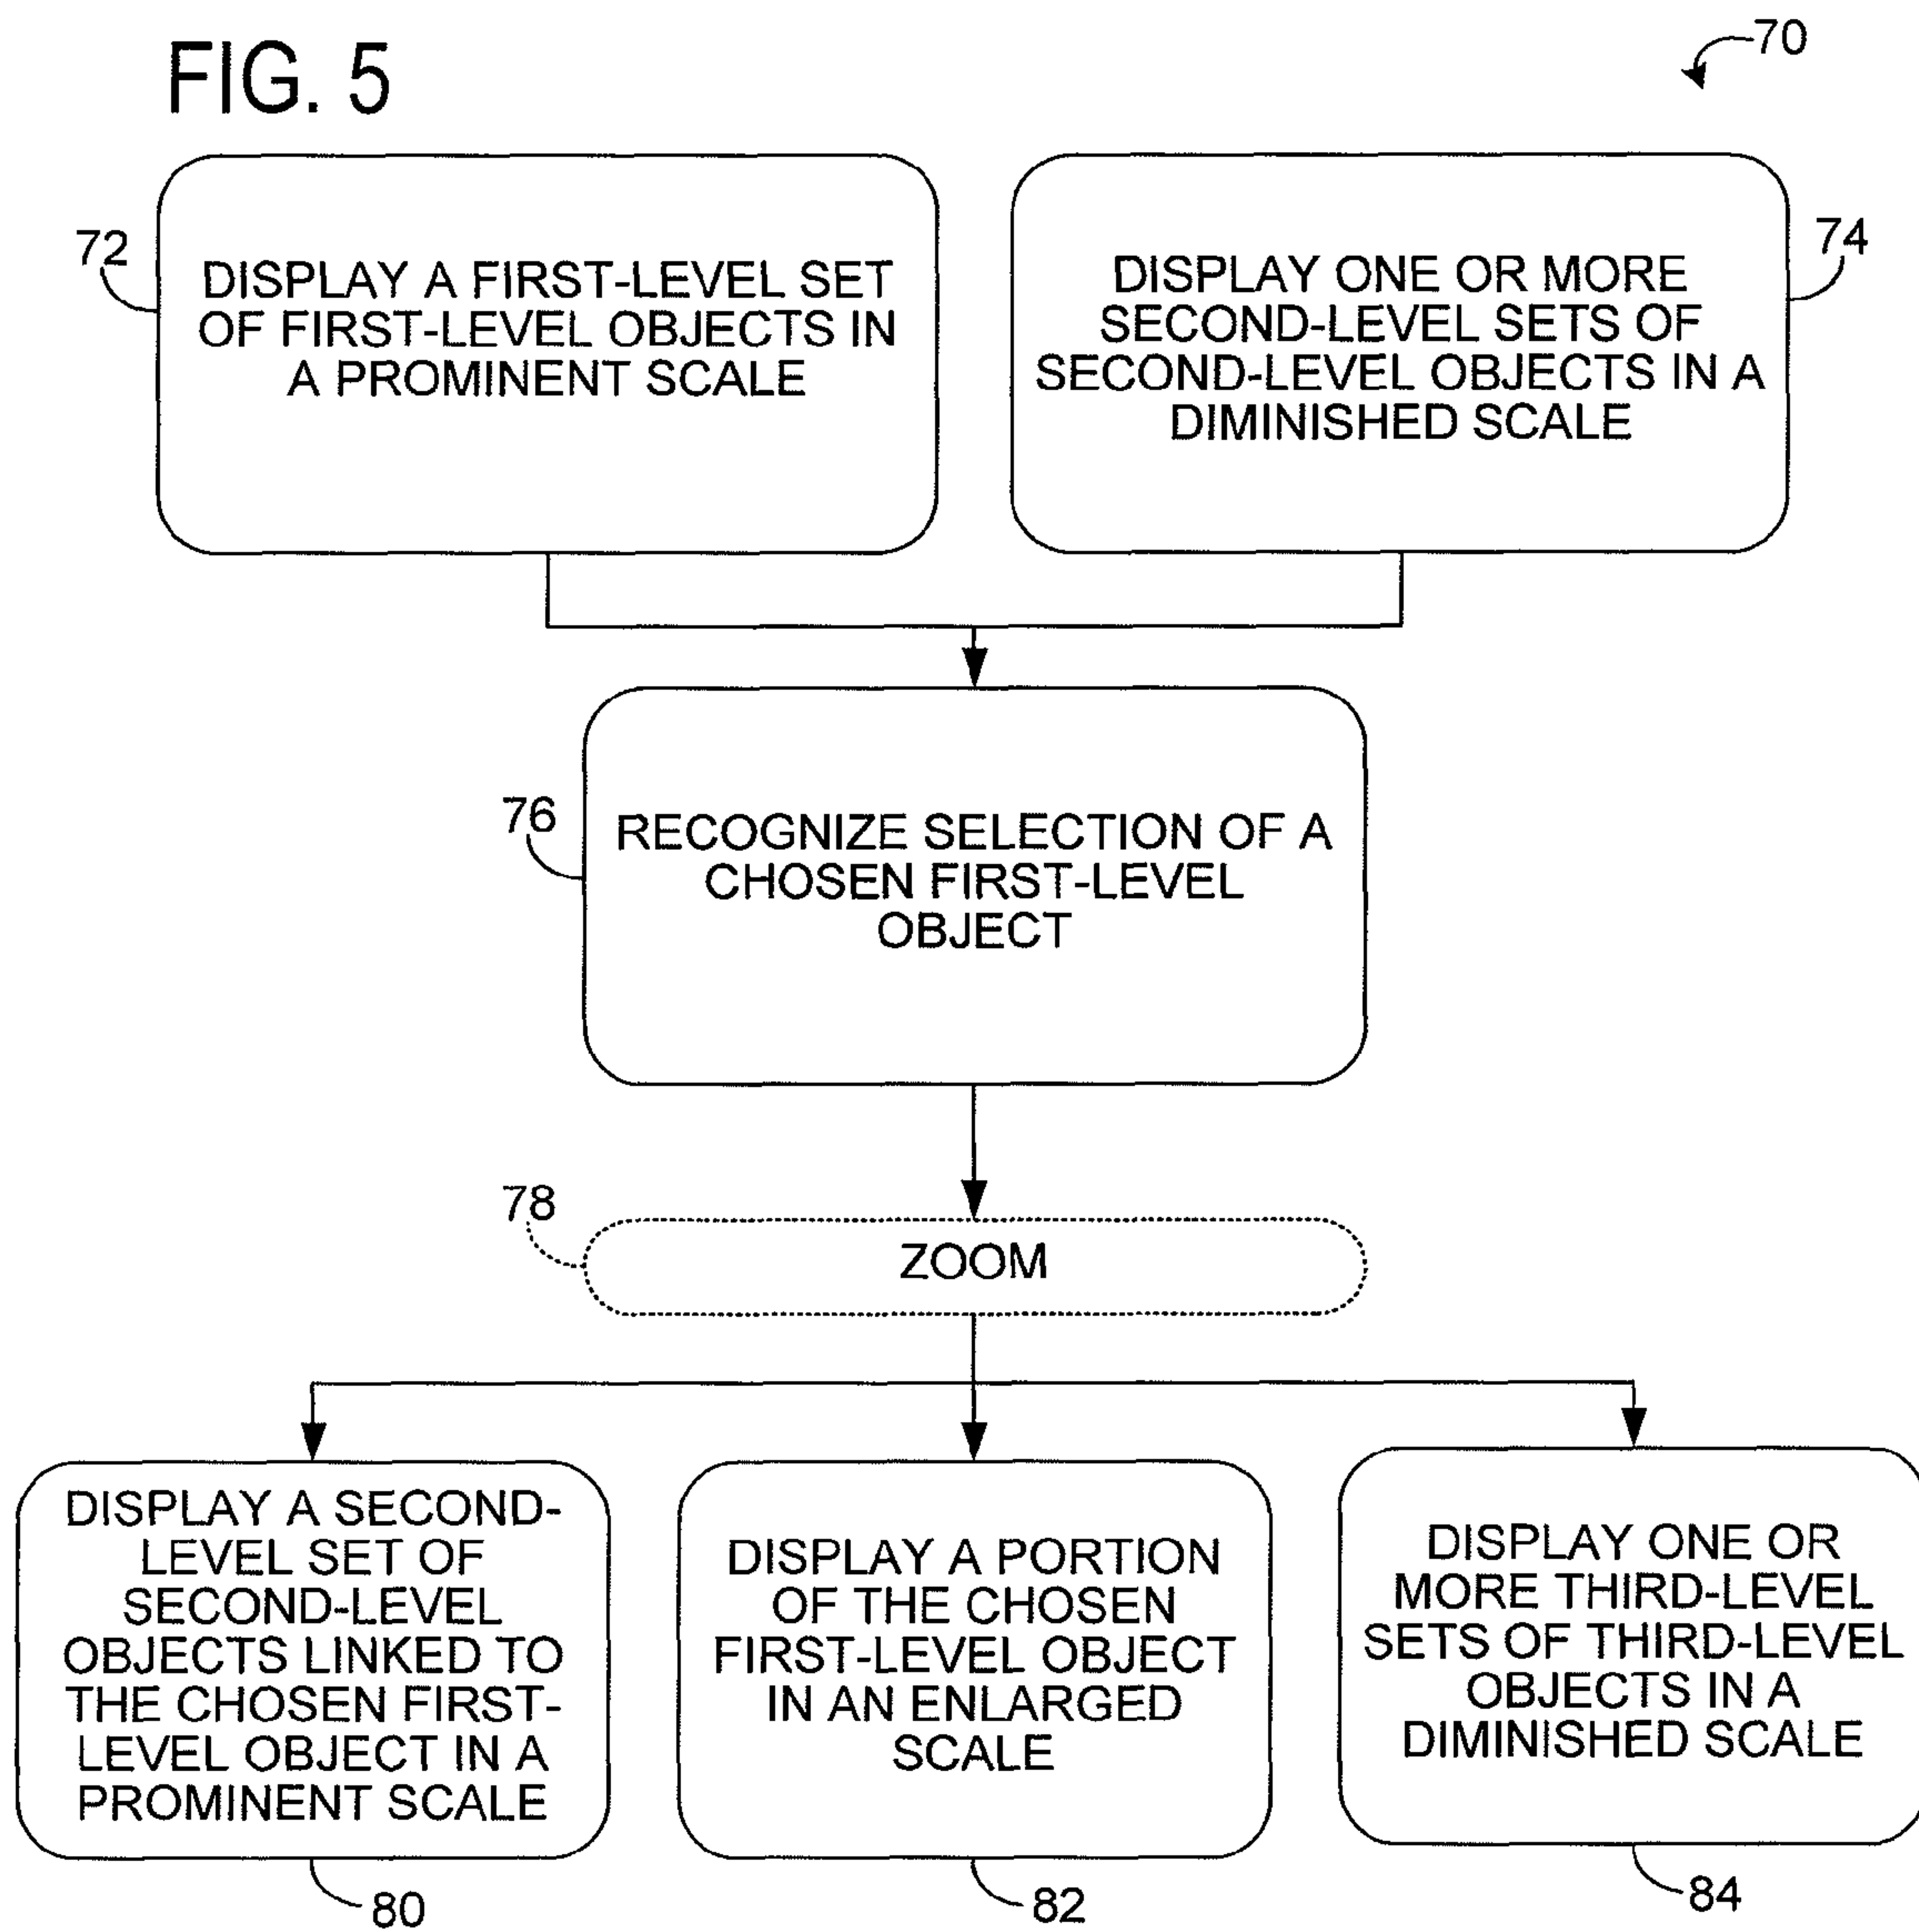 FIG. 5
70
72
DISPLAY A FIRST-LEVEL SET
OF FIRST-LEVEL OBJECTS IN
A PROMINENT SCALE
74
DISPLAY ONE OR MORE
SECOND-LEVEL SETS OF
SECOND-LEVEL OBJECTS IN A
DIMINISHED SCALE
76
RECOGNIZE SELECTION OF A
CHOSEN FIRST-LEVEL
OBJECT
78
ZOOM
DISPLAY A SECOND-
LEVEL SET OF
SECOND-LEVEL
OBJECTS LINKED TO
THE CHOSEN FIRST-
LEVEL OBJECT IN A
PROMINENT SCALE
80
DISPLAY A PORTION
OF THE CHOSEN
FIRST-LEVEL OBJECT
IN AN ENLARGED
SCALE
82
DISPLAY ONE OR
MORE THIRD-LEVEL
SETS OF THIRD-LEVEL
OBJECTS IN A
DIMINISHED SCALE
84